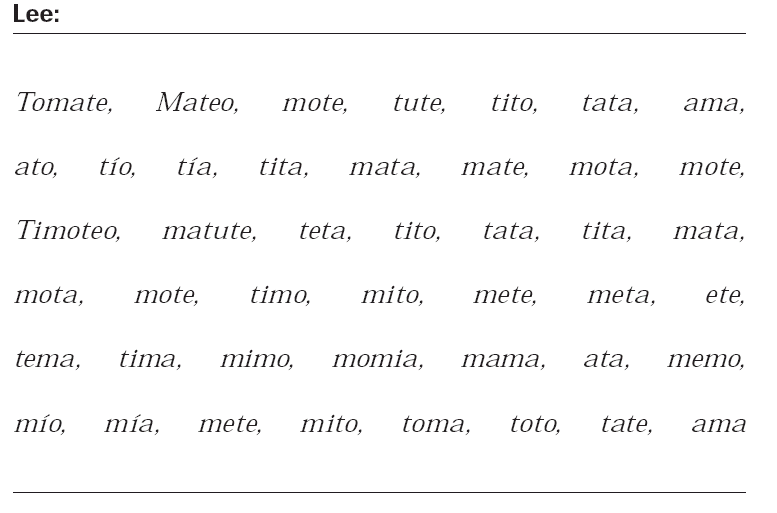 Lee:
Tomate, Mateo, mote, tute, tito, tata, ama,
ato, tío, tía, tita, mata, mate, mota, mote,
Timoteo, matute, teta, tito, tata, tita, mata,
mota, mote, timo, mito, mete, meta, ete,
tema, tima, mimo, momia, mama, ata, memo,
mío, mía, mete, mito, toma, toto, tate, ama